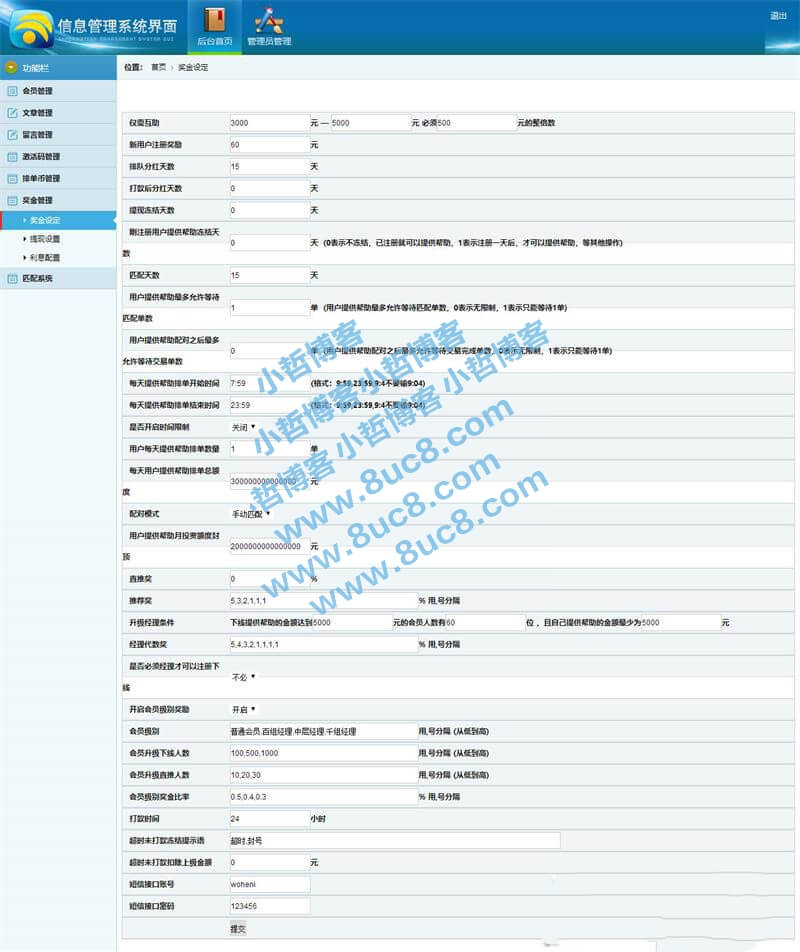 信息管理系统界面
后台首页
管理员管理
退出
功能栏
位置： 首页 › 奖金设定
会员管理
文章管理
留言管理
激活码管理
排单币管理
奖金管理
奖金设定
提现设置
利息配置
匹配系统
仅需互助 3000 元 — 5000 元 必须500 元的整倍数
新用户注册奖励 60 元
排队分红天数 15 天
打款后分红天数 0 天
提现冻结天数 0 天
刚注册用户提供帮助冻结天
数
0 天（0表示不冻结，已注册就可以提供帮助，1表示注册一天后，才可以提供帮助，等其他操作）
匹配天数 15 天
用户提供帮助最多允许等待
匹配单数
1 单（用户提供帮助最多允许等待匹配单数，0表示无限制，1表示只能等待1单）
用户提供帮助配对之后最多
允许等待交易单数
0 单（用户提供帮助配对之后最多允许等待交易完成单数，0表示无限制，1表示只能等待1单）
每天提供帮助排单开始时间 7:59 (格式：9:59,23:59,9:4不要输9:04)
每天提供帮助排单结束时间 23:59 (格式：9:59,23:59,9:4不要输9:04)
是否开启时间限制 关闭
用户每天提供帮助排单数量 1 单
每天用户提供帮助排单总额
度
元
配对模式 手动匹配
用户提供帮助月投资额度封
顶
元
直推奖 0 %
推荐奖 5,3,2,1,1,1 % 用,号分隔
升级经理条件 下线提供帮助的金额达到5000 元的会员人数有60 位 ，且自己提供帮助的金额最少为5000 元
经理代数奖 5,4,3,2,1,1,1,1 % 用,号分隔
是否必须经理才可以注册下
线
不必
开启会员级别奖励 开启
会员级别 普通会员,百组经理,中层经理,千组经理 用,号分隔 (从低到高)
会员升级下线人数 100,500,1000 用,号分隔 (从低到高)
会员升级直推人数 10,20,30 用,号分隔 (从低到高)
会员级别奖金比率 0.5,0.4,0.3 % 用,号分隔
打款时间 24 小时
超时未打款冻结提示语 超时,封号
超时未打款扣除上级金额 0 元
短信接口账号 woheni
短信接口密码 123456
提交
小哲博客小哲博客小哲博客
小哲博客小哲博客小哲博客
www.8uc8.com
www.8uc8.com
www.8uc8.com